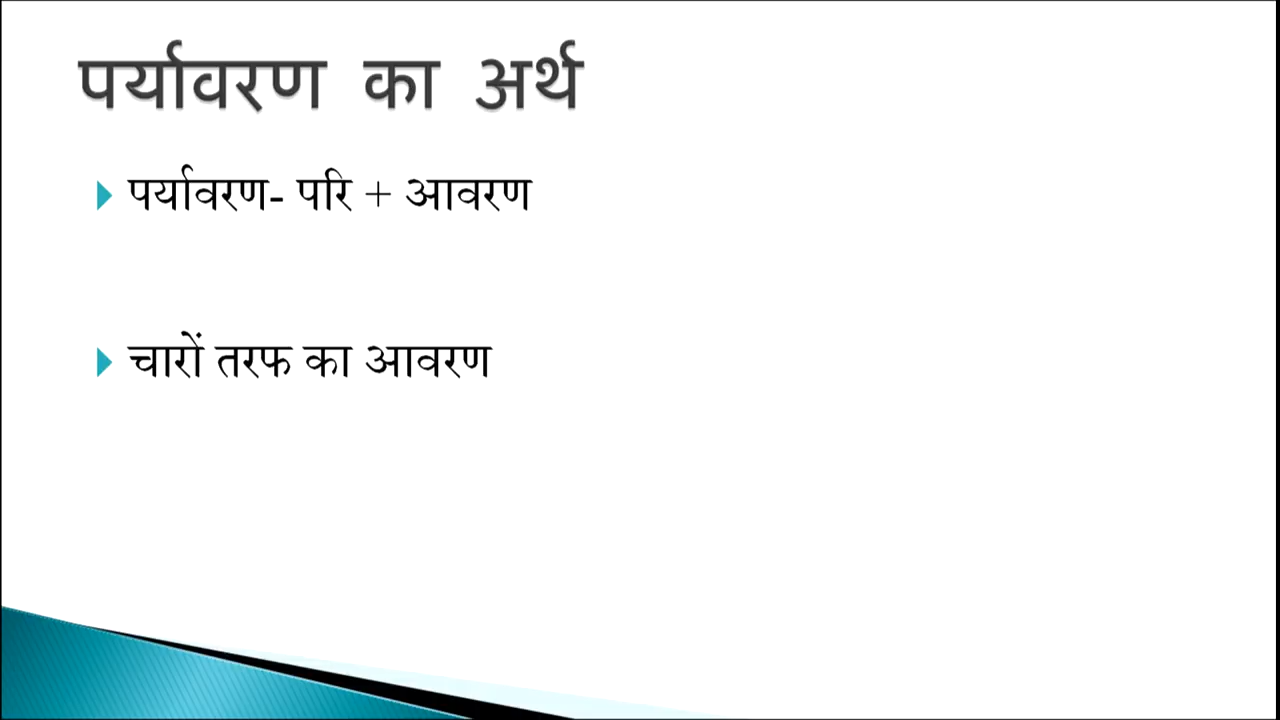 पर्यावरण का अर्थ
पर्यावरण- परि + आवरण
चारों तरफ का आवरण